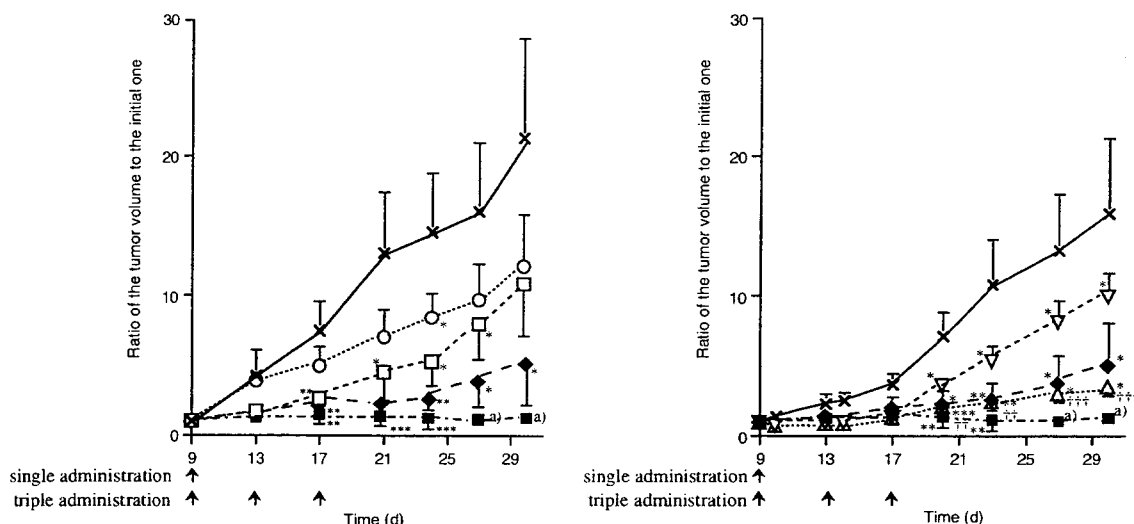 30
20
10
0
Ratio of the tumor volume to the initial one
**
**
**
*
***
*
**
***
*
*
a)
*
a)
9 13 17 21 25 29
single administration
triple administration
Time (d)
30
20
10
0
Ratio of the tumor volume to the initial one
*
*
***
**
††
*
**
***
††
**
*
*
*
†††
a)
*
*
*
†††
a)
9 13 17 21 25 29
single administration
triple administration
Time (d)